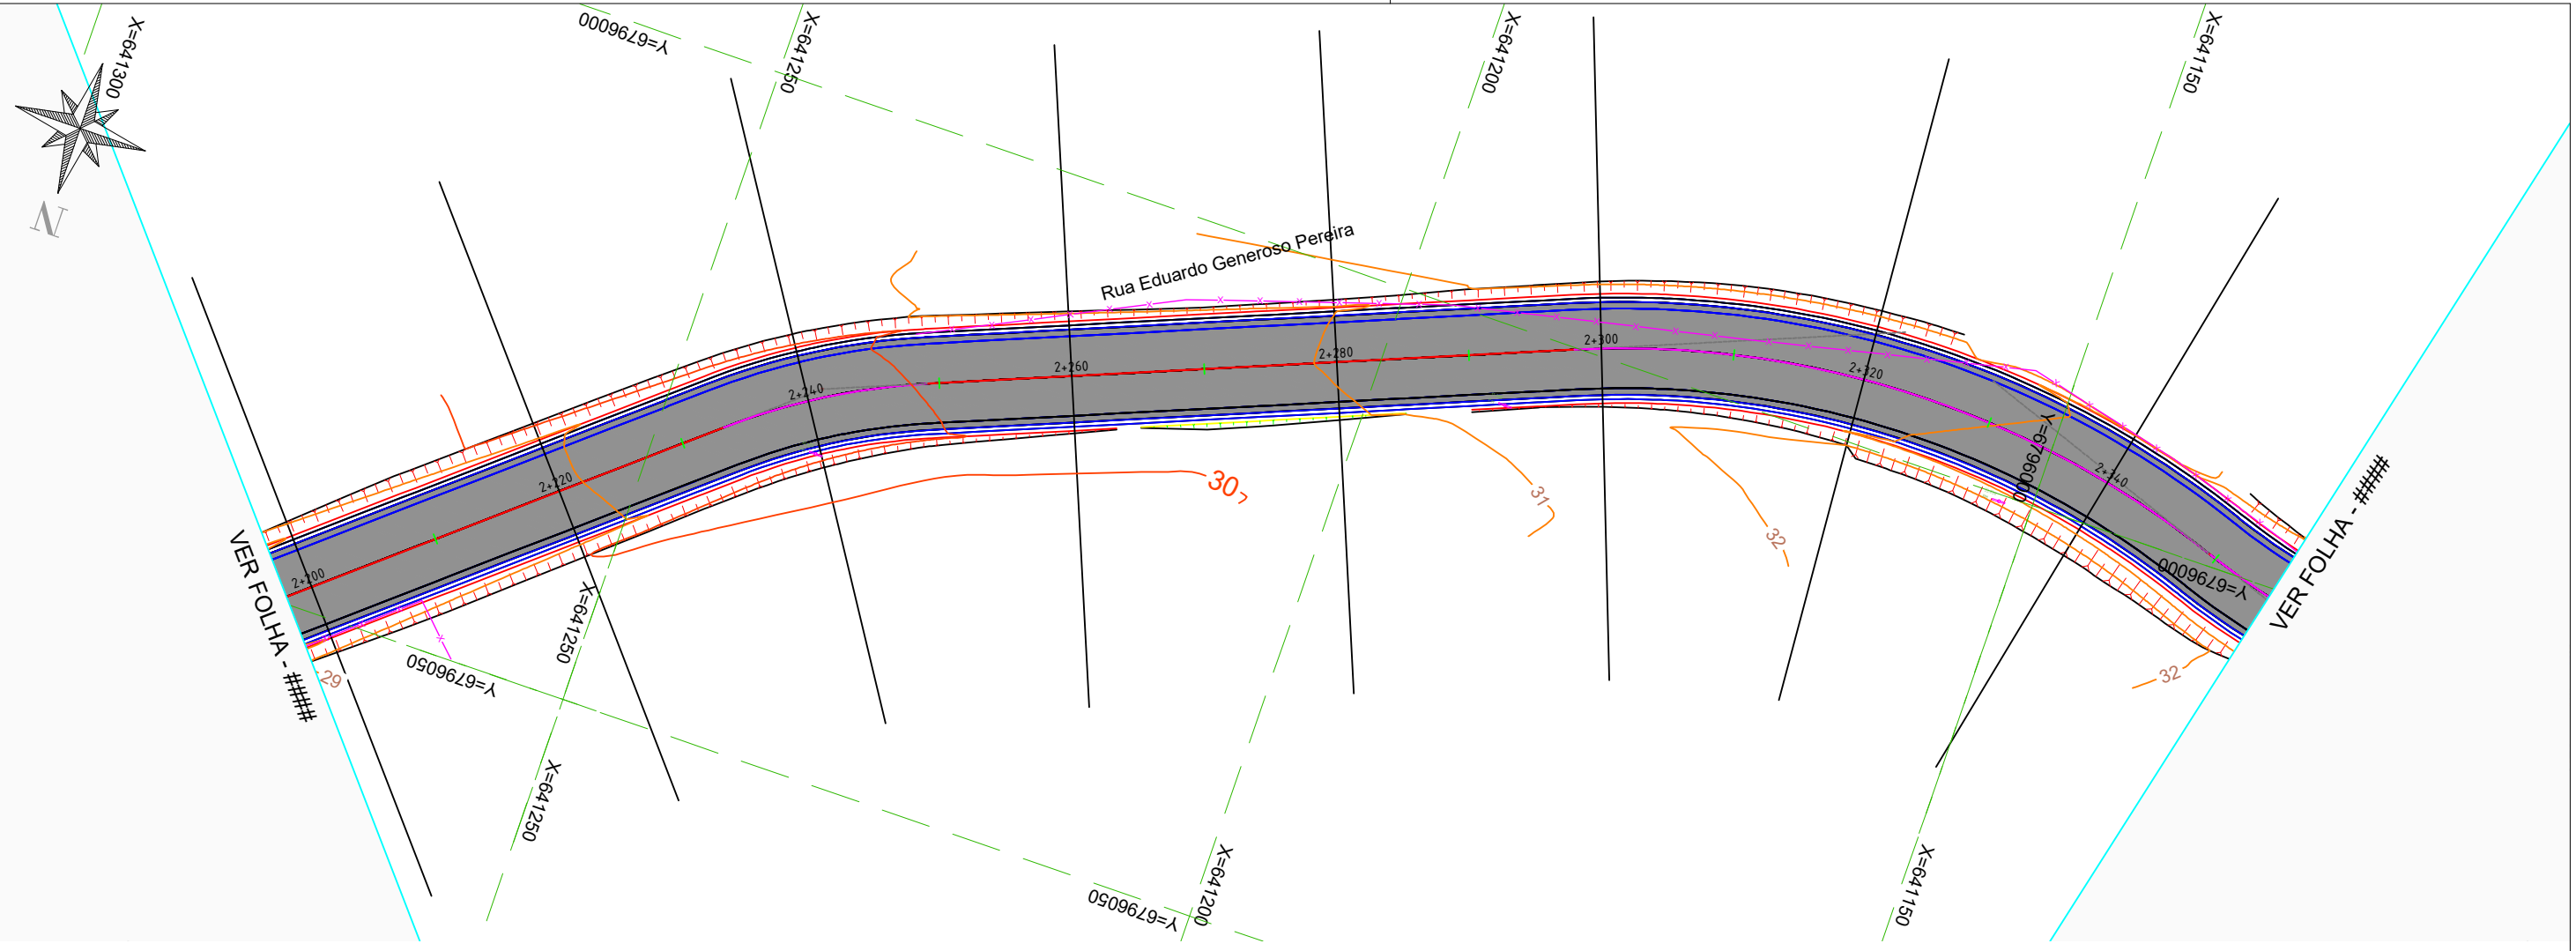 X=641300
Y=6796000
X=641250
X=641200
X=641150
N
Rua Eduardo Generoso Pereira
2+200
2+220
2+240
2+260
2+280
2+300
2+320
2+340
Y=6796000
Y=6796000
VER FOLHA - ####
VER FOLHA - ####
30
31
32
32
29
Y=6796050
X=641250
X=641250
Y=6796050
X=641200
X=641150